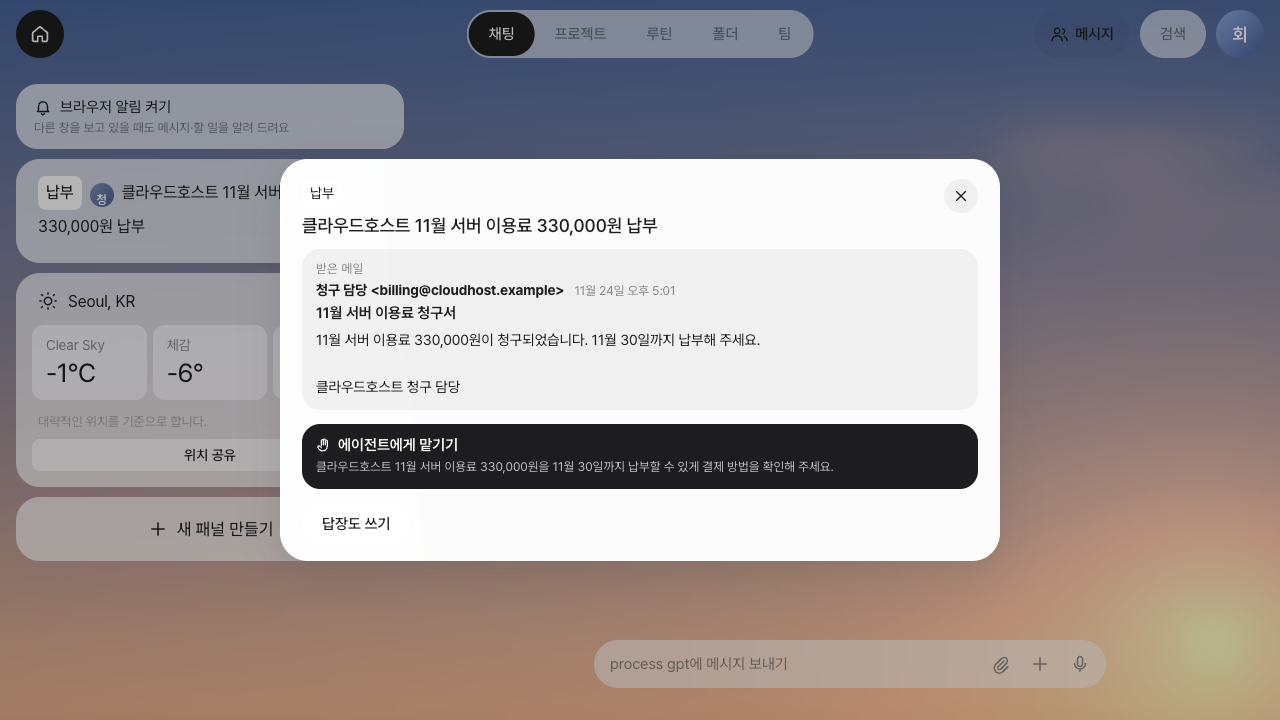 채팅
프로젝트
루틴
폴더
팀
메시지
검색
회
브라우저 알림 켜기
다른 창을 보고 있을 때도 메시지·할 일을 알려 드려요
납부 청 클라우드호스트 11월 서버
330,000원 납부
Seoul, KR
Clear Sky
-1°C
체감
-6°
대략적인 위치를 기준으로 합니다.
위치 공유
새 패널 만들기
납부
클라우드호스트 11월 서버 이용료 330,000원 납부
받은 메일
청구 담당 <billing@cloudhost.example> 11월 24일 오후 5:01
11월 서버 이용료 청구서
11월 서버 이용료 330,000원이 청구되었습니다. 11월 30일까지 납부해 주세요.
클라우드호스트 청구 담당
에이전트에게 맡기기
클라우드호스트 11월 서버 이용료 330,000원을 11월 30일까지 납부할 수 있게 결제 방법을 확인해 주세요.
답장도 쓰기
process gpt에 메시지 보내기